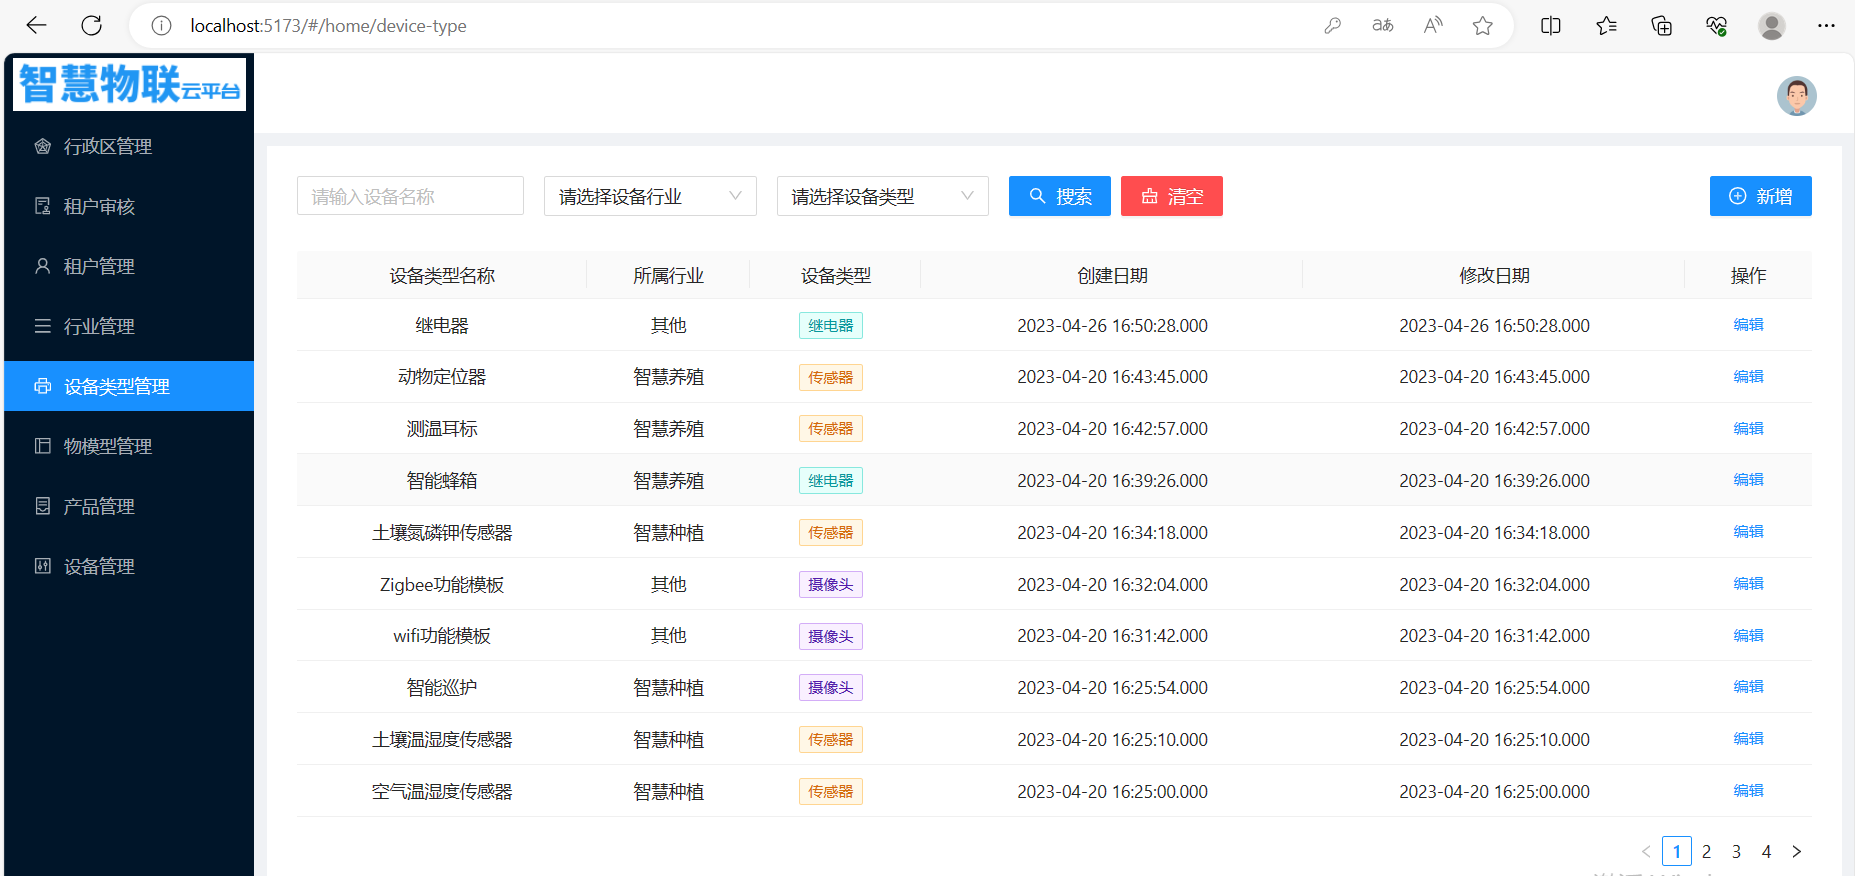 localhost:5173/#/home/device-type
智慧物联云平台
行政区管理
租户审核
租户管理
行业管理
设备类型管理
物模型管理
产品管理
设备管理
请输入设备名称 请选择设备行业 请选择设备类型 搜索 清空 新增
设备类型名称 所属行业 设备类型 创建日期 修改日期 操作
继电器 其他 继电器 2023-04-26 16:50:28.000 2023-04-26 16:50:28.000 编辑
动物定位器 智慧养殖 传感器 2023-04-20 16:43:45.000 2023-04-20 16:43:45.000 编辑
测温耳标 智慧养殖 传感器 2023-04-20 16:42:57.000 2023-04-20 16:42:57.000 编辑
智能蜂箱 智慧养殖 继电器 2023-04-20 16:39:26.000 2023-04-20 16:39:26.000 编辑
土壤氮磷钾传感器 智慧种植 传感器 2023-04-20 16:34:18.000 2023-04-20 16:34:18.000 编辑
Zigbee功能模板 其他 摄像头 2023-04-20 16:32:04.000 2023-04-20 16:32:04.000 编辑
wifi功能模板 其他 摄像头 2023-04-20 16:31:42.000 2023-04-20 16:31:42.000 编辑
智能巡护 智慧种植 摄像头 2023-04-20 16:25:54.000 2023-04-20 16:25:54.000 编辑
土壤温湿度传感器 智慧种植 传感器 2023-04-20 16:25:10.000 2023-04-20 16:25:10.000 编辑
空气温湿度传感器 智慧种植 传感器 2023-04-20 16:25:00.000 2023-04-20 16:25:00.000 编辑
1 2 3 4